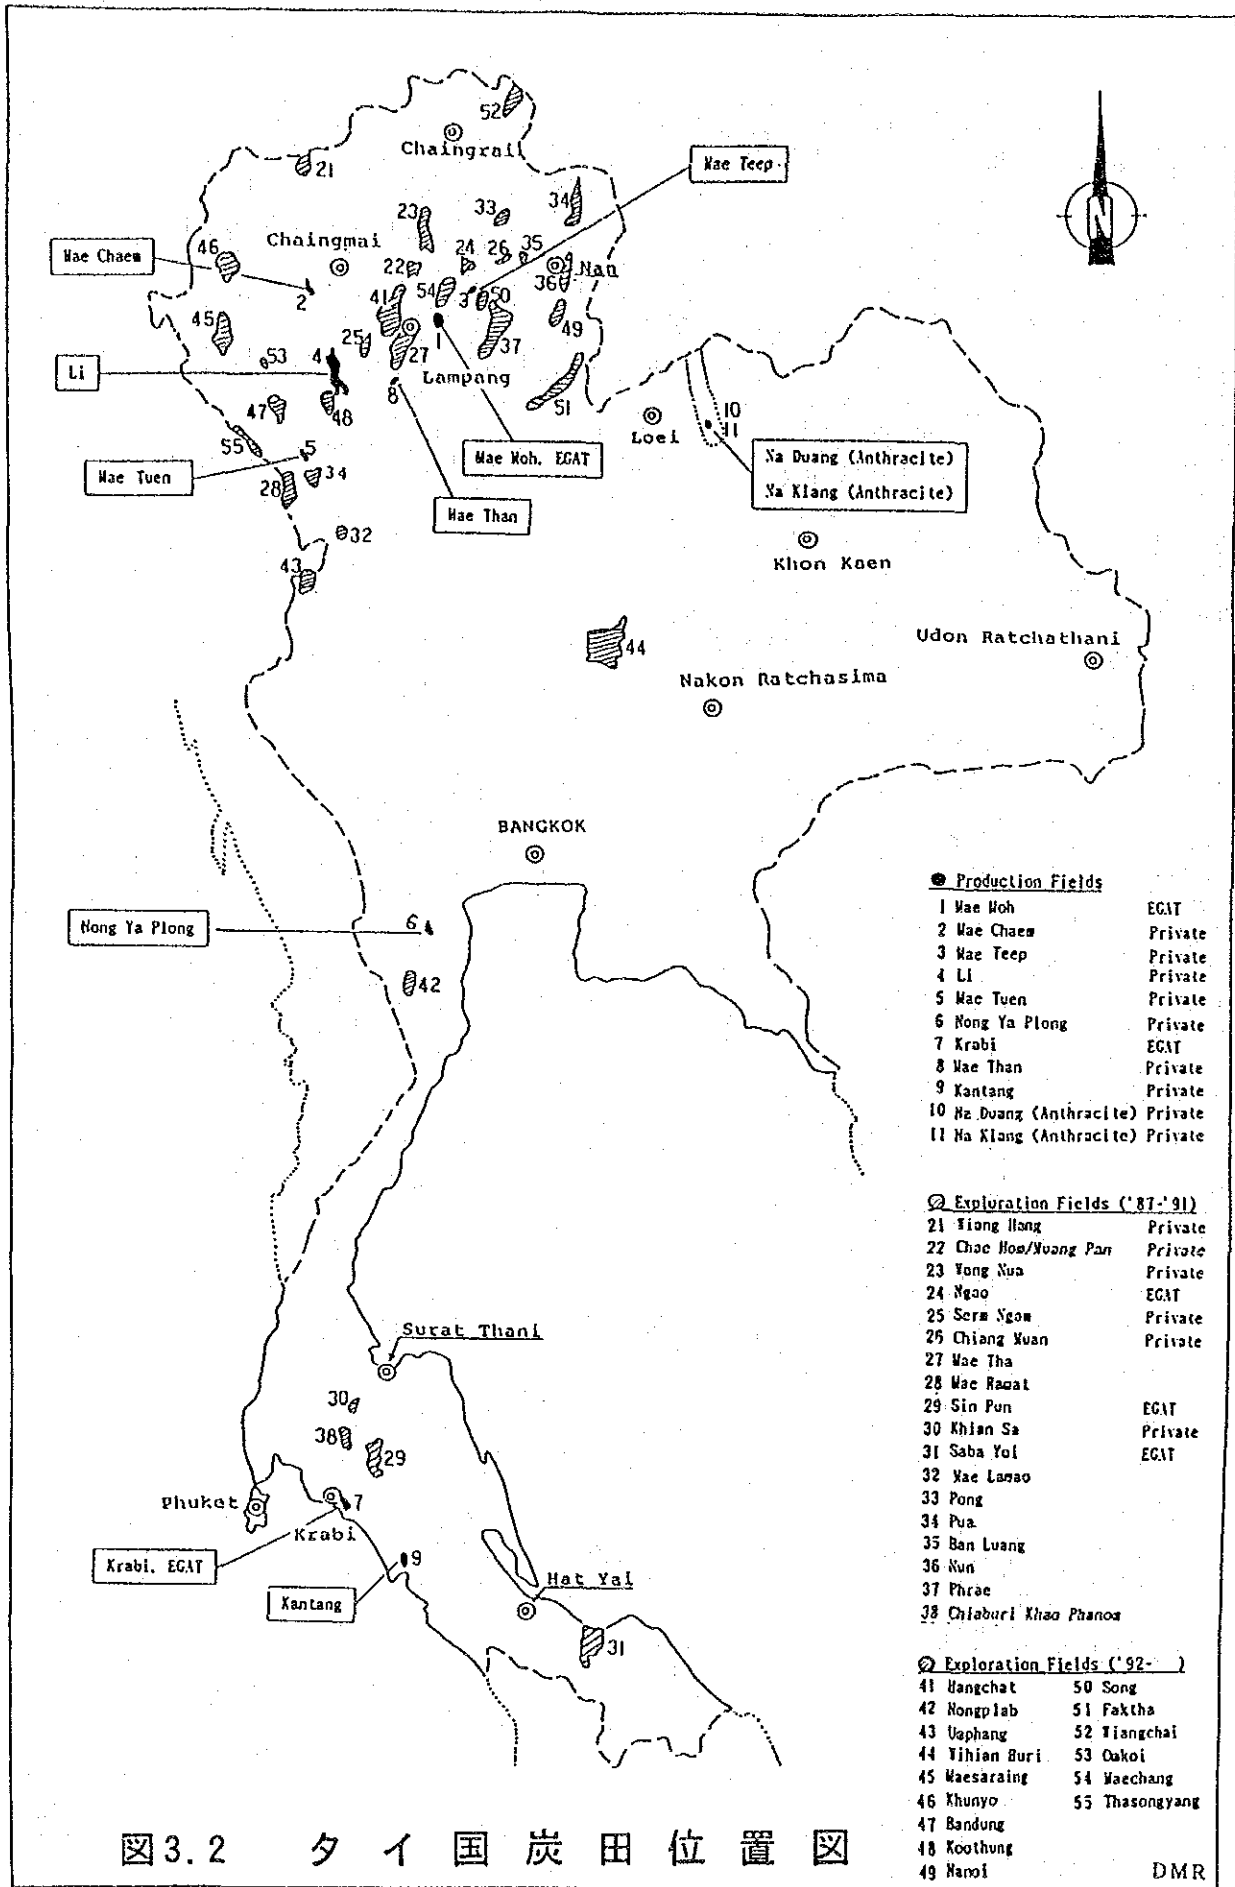 52
Chaingrai
21
Mae Teep
34
23
33
46
Chaingmai
24
26
35
Mae Chaem
22
Nan
2
36
41
54
3
50
45
25
1
49
53
4
27
37
Li
Lampang
8
51
47
48
10
Loei
11
55
5
Mae Moh. EGAT
Na Duang (Anthracite)
Mae Tuen
34
Na Klang (Anthracite)
28
Mae Than
32
Khon Kaen
43
44
Udon Ratchathani
Nakon Ratchasima
BANGKOK
Nong Ya Plong
6
42
Surat Thani
30
38
29
Phuket
7
Krabi
Krabi. EGAT
9
Kantang
Hat Yai
31
Production Fields
1 Mae Moh EGAT
2 Mae Chaem Private
3 Mae Teep Private
4 Li Private
5 Mae Tuen Private
6 Nong Ya Plong Private
7 Krabi EGAT
8 Mae Than Private
9 Kantang Private
10 Na Duang (Anthracite) Private
11 Na Klang (Anthracite) Private
Exploration Fields ('87-'91)
21 Wiang Hang Private
22 Chae Hom/Muang Pan Private
23 Wang Nua Private
24 Ngao EGAT
25 Serm Ngam Private
26 Chiang Muan Private
27 Mae Tha
28 Mae Ramat
29 Sin Pun EGAT
30 Khian Sa Private
31 Saba Yoi EGAT
32 Mae Lamao
33 Pong
34 Pua
35 Ban Luang
36 Nan
37 Phrae
38 Chiaburi Khao Phanom
Exploration Fields ('92- )
41 Hangchat 50 Song
42 Nongplab 51 Faktha
43 Umphang 52 Wiangchai
44 Wihian Buri 53 Omkoi
45 Maesaraing 54 Maechang
46 Khunyo 55 Thasongyang
47 Bandung
48 Koothung
49 Nanoi
図3.2 タイ国炭田位置図
DMR